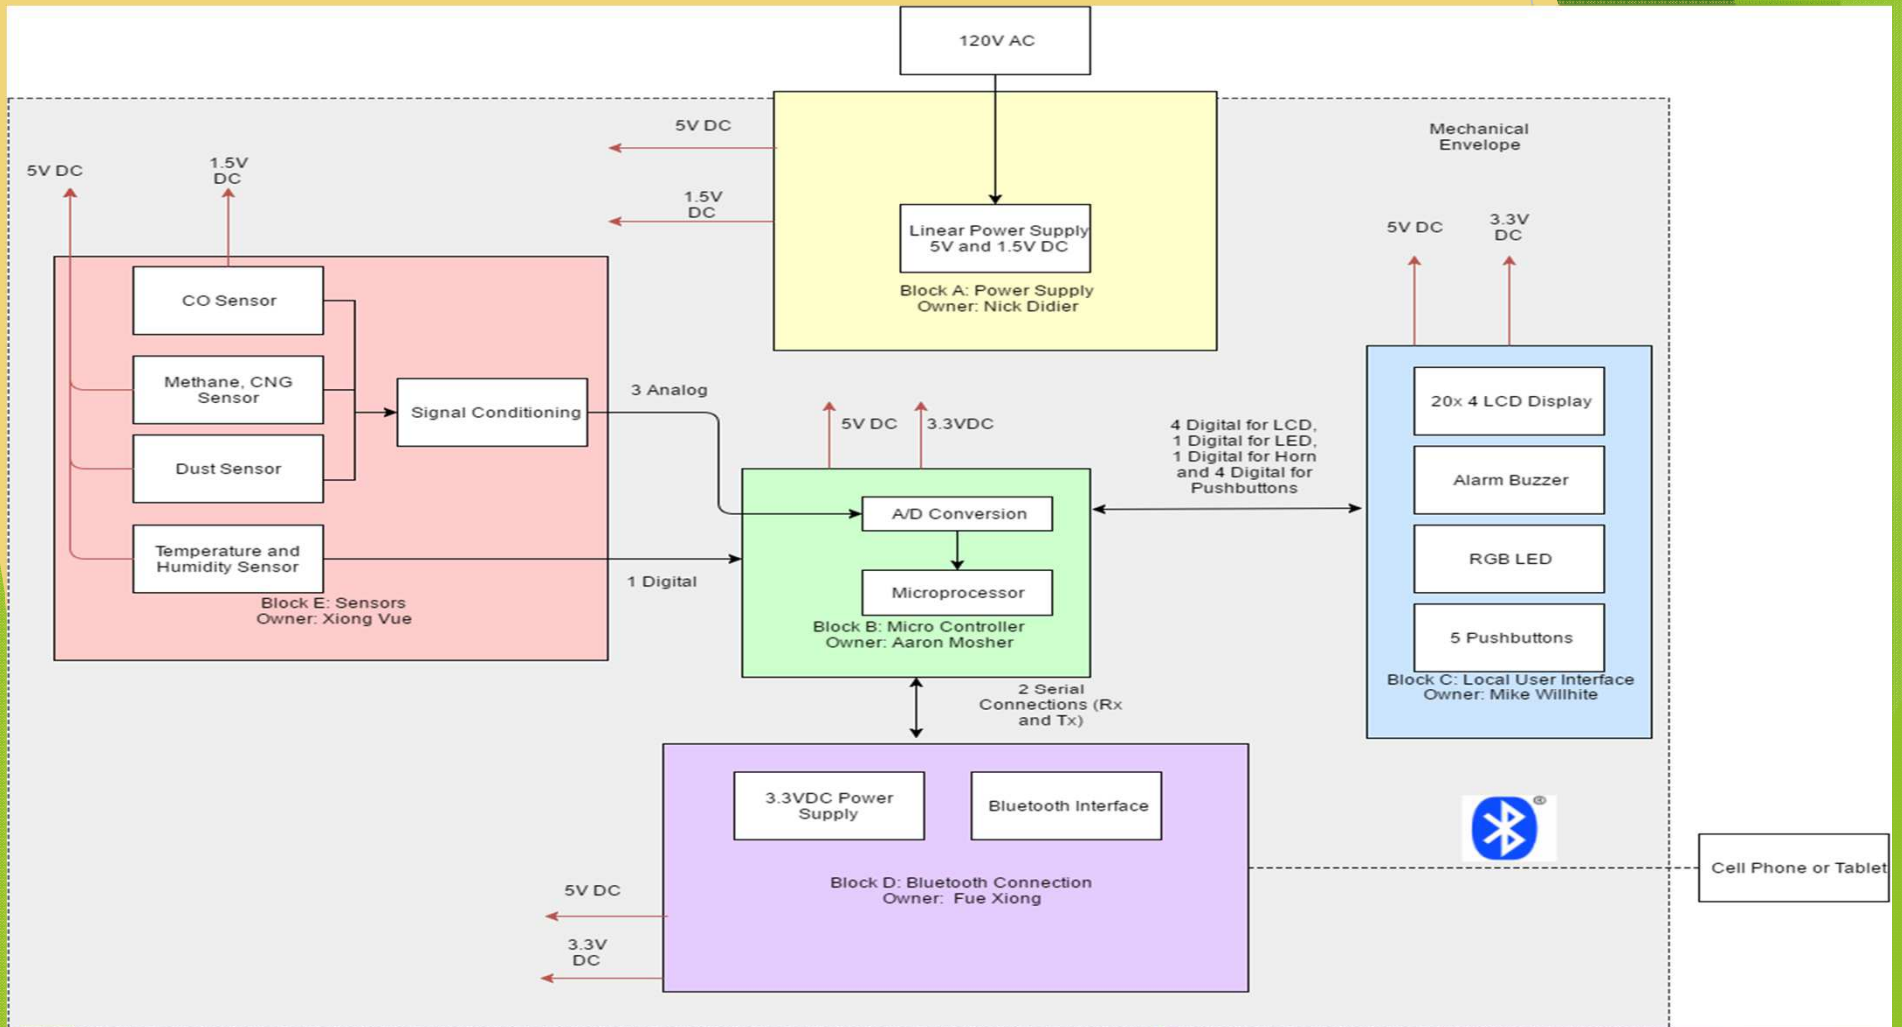 120V AC
5V DC
1.5V
DC
Linear Power Supply
5V and 1.5V DC
Block A: Power Supply
Owner: Nick Didier
Mechanical
Envelope
5V DC
1.5V
DC
CO Sensor
Methane, CNG
Sensor
Dust Sensor
Temperature and
Humidity Sensor
Signal Conditioning
Block E: Sensors
Owner: Xiong Vue
3 Analog
1 Digital
5V DC
3.3VDC
A/D Conversion
Microprocessor
Block B: Micro Controller
Owner: Aaron Mosher
4 Digital for LCD,
1 Digital for LED,
1 Digital for Horn
and 4 Digital for
Pushbuttons
5V DC
3.3V
DC
20x 4 LCD Display
Alarm Buzzer
RGB LED
5 Pushbuttons
Block C: Local User Interface
Owner: Mike Willhite
2 Serial
Connections (Rx
and Tx)
3.3VDC Power
Supply
Bluetooth Interface
Block D: Bluetooth Connection
Owner: Fue Xiong
5V DC
3.3V
DC
®
Cell Phone or Tablet